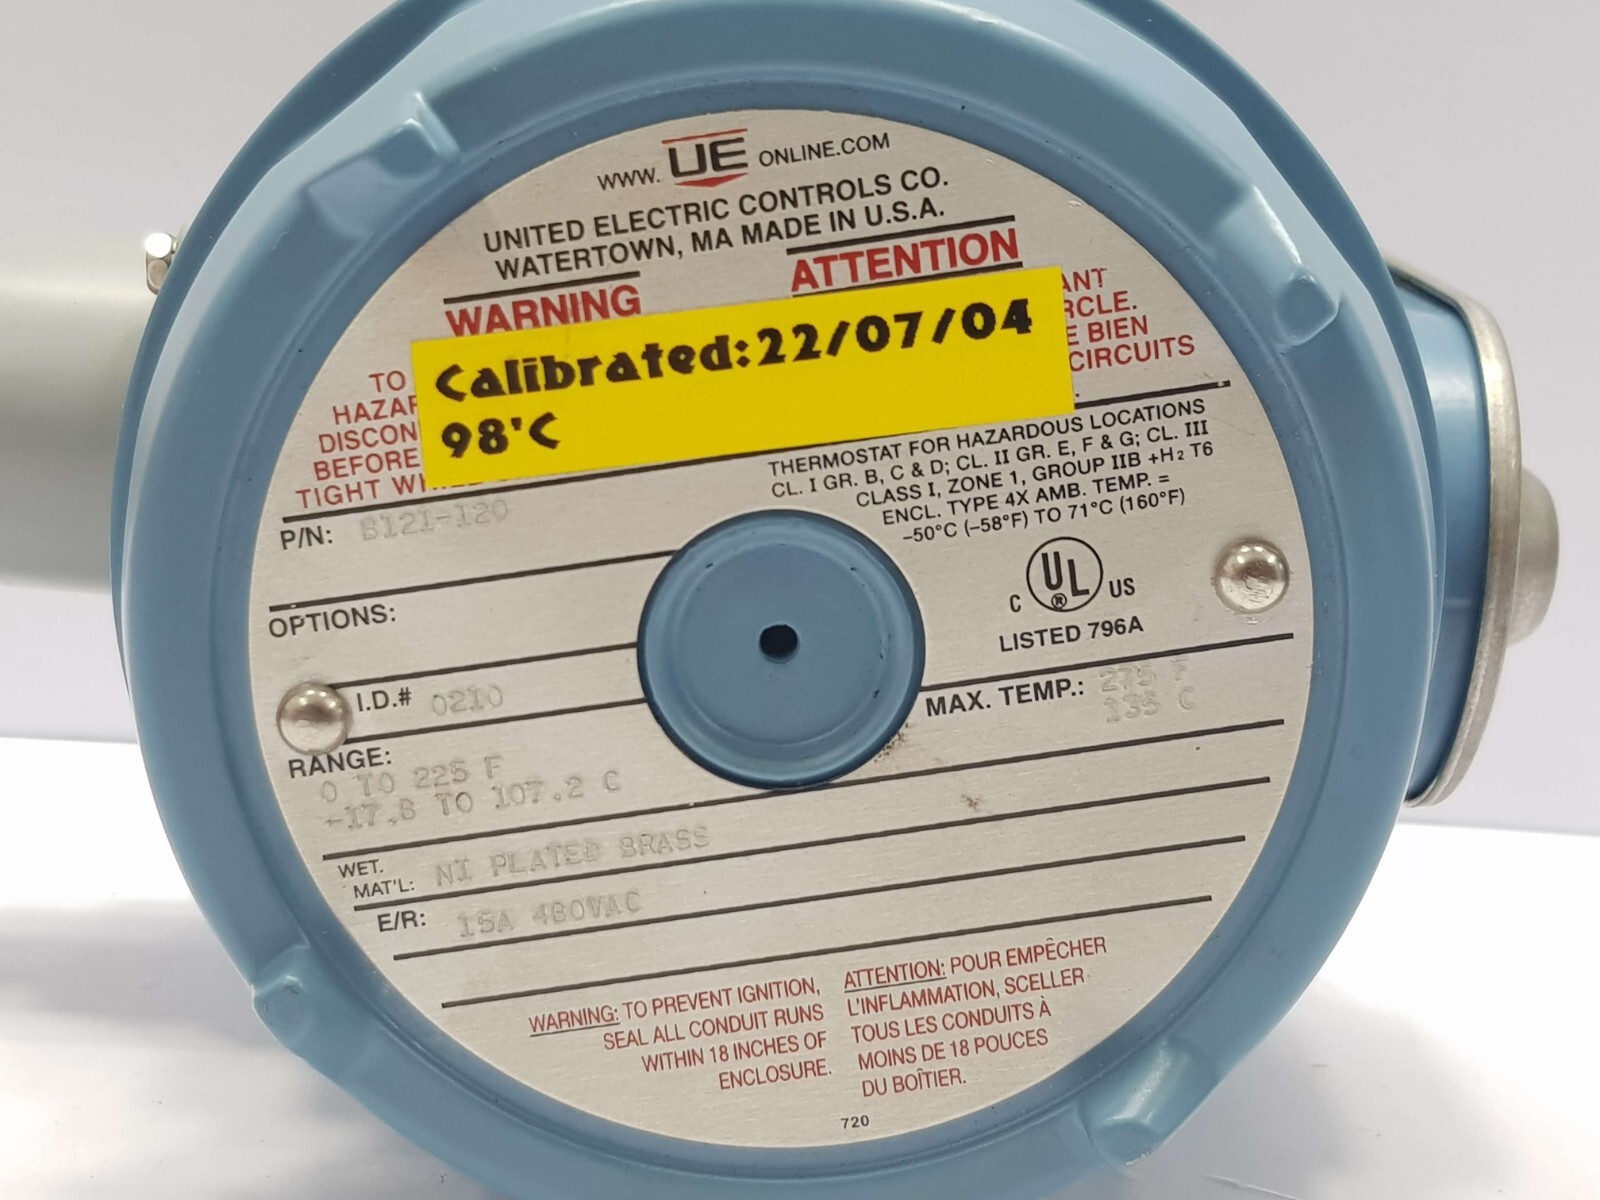 WWW. UE ONLINE.COM
UNITED ELECTRIC CONTROLS CO.
WATERTOWN, MA MADE IN U.S.A.
WARNING
ATTENTION
TO
HAZAR
DISCON
BEFORE
TIGHT
ANT
RCLE.
E BIEN
CIRCUITS
Calibrated:22/07/04
98'C
THERMOSTAT FOR HAZARDOUS LOCATIONS
CL. I GR. B, C & D; CL. II GR. E, F & G; CL. III
CLASS I, ZONE 1, GROUP IIB +H2 T6
ENCL. TYPE 4X AMB. TEMP. =
-50°C (-58°F) TO 71°C (160°F)
P/N: B121-120
OPTIONS:
C UL ® US
LISTED 796A
I.D.# 0210
MAX. TEMP.: 275 F
135 C
RANGE:
0 TO 225 F
-17.8 TO 107.2 C
WET.
MAT'L: NI PLATED BRASS
E/R: 15A 480VAC
WARNING: TO PREVENT IGNITION,
SEAL ALL CONDUIT RUNS
WITHIN 18 INCHES OF
ENCLOSURE.
ATTENTION: POUR EMPÊCHER
L'INFLAMMATION, SCELLER
TOUS LES CONDUITS À
MOINS DE 18 POUCES
DU BOÎTIER.
720